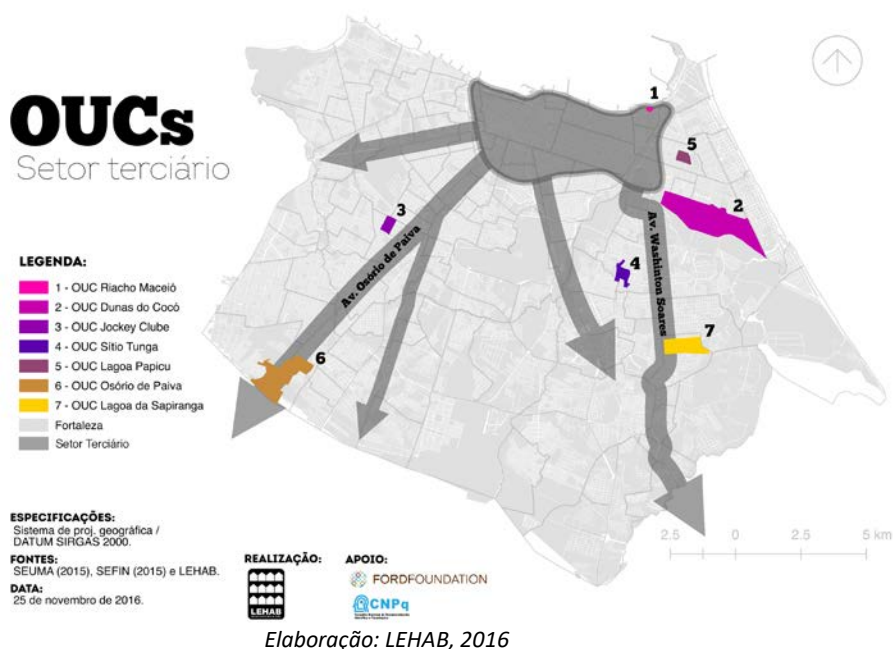 OUCs
Setor terciário
LEGENDA:
1 - OUC Riacho Maceió
2 - OUC Dunas do Cocò
3 - OUC Jockey Clube
4 - OUC Sítio Tunga
5 - OUC Lagoa Papicu
6 - OUC Osório de Paiva
7 - OUC Lagoa da Sapiranga
Fortaleza
Setor Terciário
ESPECIFICAÇÕES:
Sistema de proj. geográfica /
DATUM SIRGAS 2000.
FONTES:
SEUMA (2015), SEFIN (2015) e LEHAB.
DATA:
25 de novembro de 2016.
REALIZAÇÃO:
LEHAB
APOIO:
FORDFOUNDATION
CNPq
1
5
2
3
Av. Osório de Paiva
4
Av. Washinton Soares
7
6
2.5 0 2.5 5 km
Elaboração: LEHAB, 2016